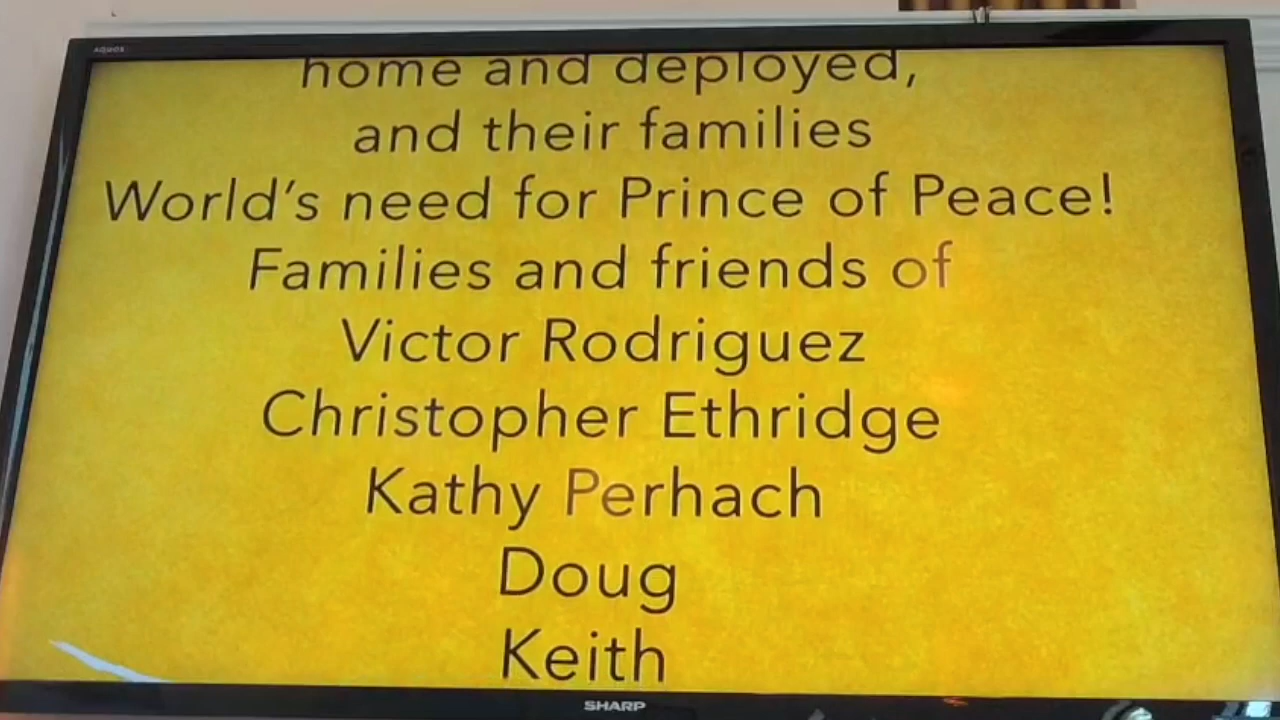 AQUOS
home and deployed,
and their families
World's need for Prince of Peace!
Families and friends of
Victor Rodriguez
Christopher Ethridge
Kathy Perhach
Doug
Keith
SHARP